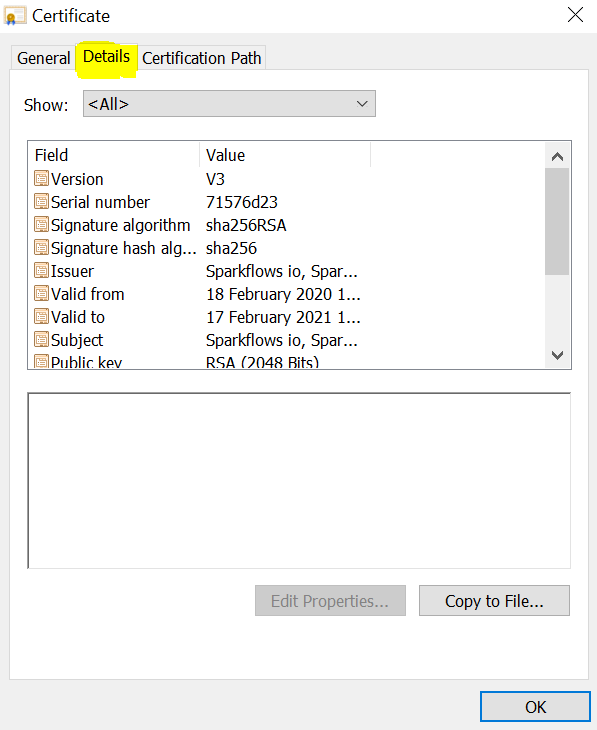 Certificate
General Details Certification Path
Show: <All>
Field Value
Version V3
Serial number 71576d23
Signature algorithm sha256RSA
Signature hash alg... sha256
Issuer Sparkflows io, Spar...
Valid from 18 February 2020 1...
Valid to 17 February 2021 1...
Subject Sparkflows io, Spar...
Public key RSA (2048 Bits)
Edit Properties... Copy to File...
OK